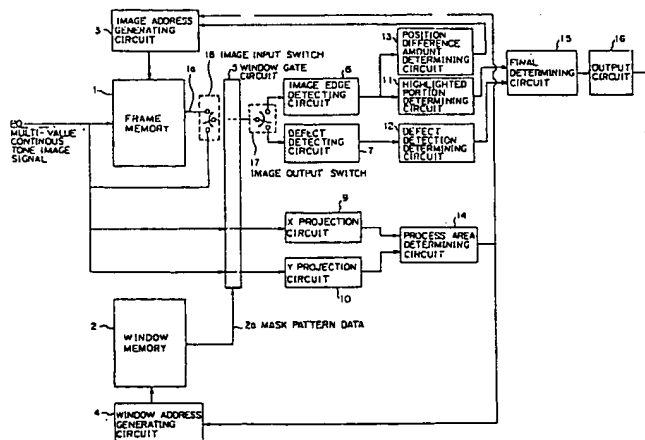 IMAGE ADDRESS
GENERATING
CIRCUIT
3
18 IMAGE INPUT SWITCH
5 WINDOW GATE
CIRCUIT
1
1a
FRAME
MEMORY
PO
MULTI-VALUE
CONTINOUS
TONE IMAGE
SIGNAL
6
IMAGE EDGE
DETECTING
CIRCUIT
DEFECT
DETECTING
CIRCUIT
7
17
IMAGE OUTPUT SWITCH
13
POSITION
DIFFERENCE
AMOUNT
DETERMINING
CIRCUIT
11
HIGHLIGHTED
PORTION
DETERMINING
CIRCUIT
12
DEFECT
DETECTION
DETERMINING
CIRCUIT
15
FINAL
DETERMINING
CIRCUIT
16
OUTPUT
CIRCUIT
9
X PROJECTION
CIRCUIT
Y PROJECTION
CIRCUIT
10
14
PROCESS AREA
DETERMINING
CIRCUIT
2
WINDOW
MEMORY
2a MASK PATTERN DATA
4
WINDOW ADDRESS
GENERATING
CIRCUIT